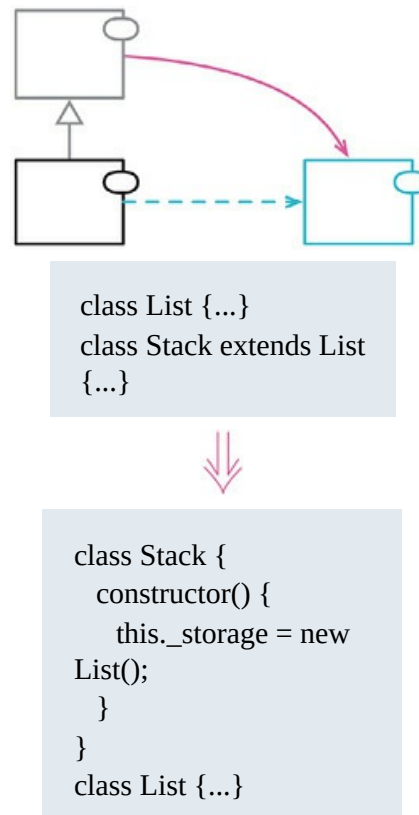 class List {...}
class Stack extends List
{...}
class Stack {
constructor() {
this._storage = new
List();
}
}
class List {...}